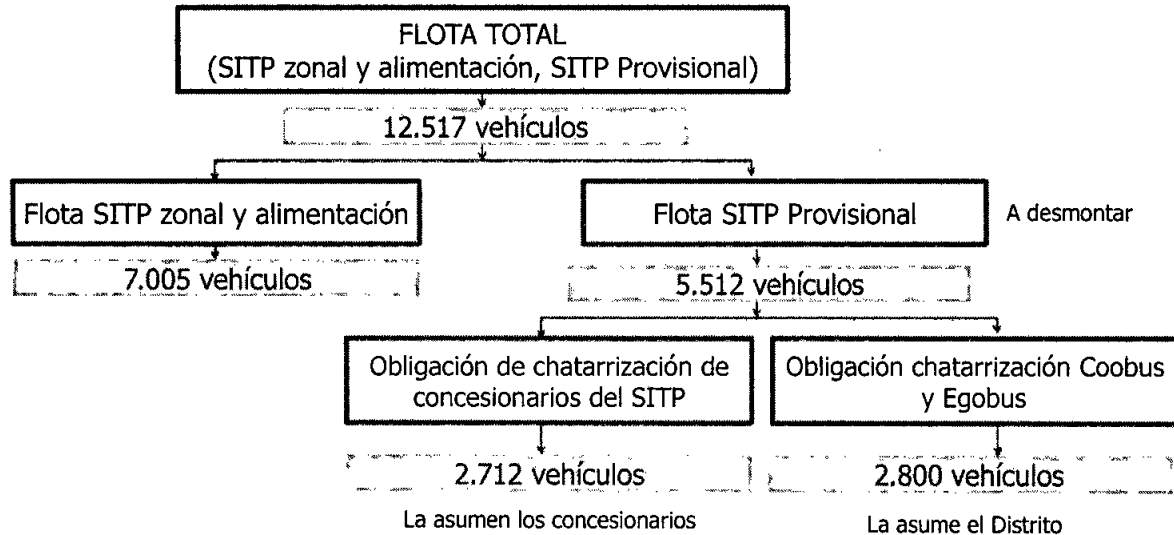 FLOTA TOTAL
(SITP zonal y alimentación, SITP Provisional)
12.517 vehículos
Flota SITP zonal y alimentación
Flota SITP Provisional
A desmontar
7.005 vehículos
5.512 vehículos
Obligación de chatarrización de
concesionarios del SITP
Obligación chatarrización Coobus
y Egobus
2.712 vehículos
2.800 vehículos
La asumen los concesionarios
La asume el Distrito